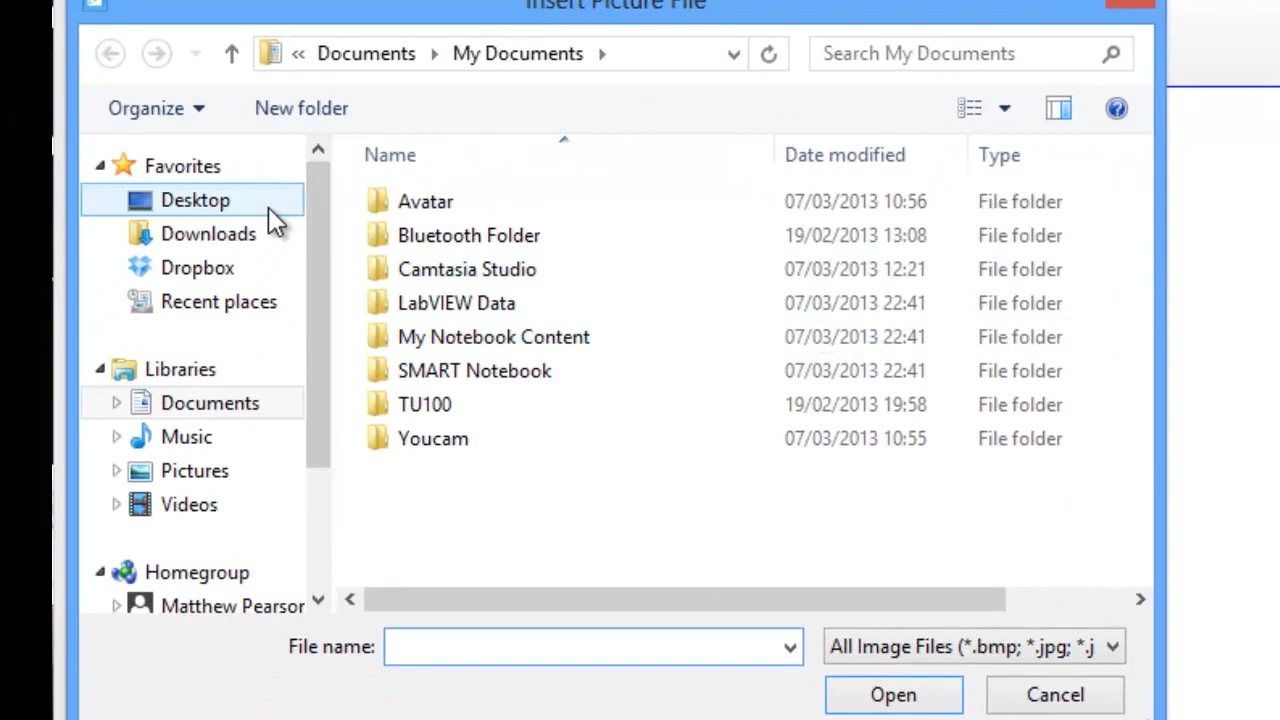 Insert Picture File
« Documents My Documents
Search My Documents
Organize New folder
Name Date modified Type
Favorites
Desktop
Downloads
Dropbox
Recent places
Libraries
Documents
Music
Pictures
Videos
Homegroup
Matthew Pearsor
Avatar 07/03/2013 10:56 File folder
Bluetooth Folder 19/02/2013 13:08 File folder
Camtasia Studio 07/03/2013 12:21 File folder
LabVIEW Data 07/03/2013 22:41 File folder
My Notebook Content 07/03/2013 22:41 File folder
SMART Notebook 07/03/2013 22:41 File folder
TU100 19/02/2013 19:58 File folder
Youcam 07/03/2013 10:55 File folder
File name:
All Image Files (*.bmp; *.jpg; *.j
Open Cancel